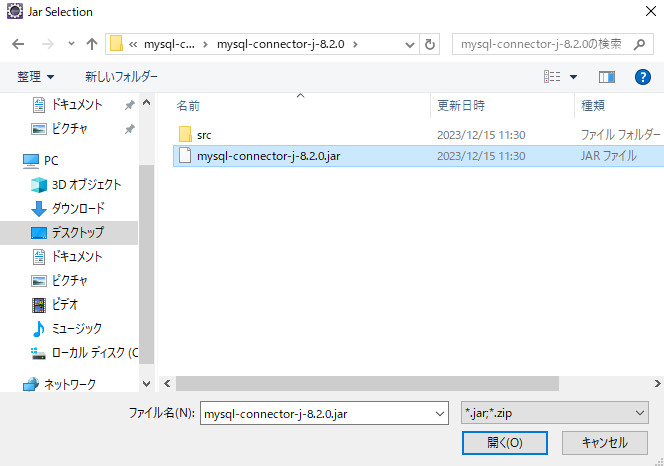 Jar Selection
« mysql-c... › mysql-connector-j-8.2.0 ›
mysql-connector-j-8.2.0の検索
整理 新しいフォルダー
ドキュメント
ピクチャ
PC
3D オブジェクト
ダウンロード
デスクトップ
ドキュメント
ピクチャ
ビデオ
ミュージック
ローカル ディスク (C
ネットワーク
名前 更新日時 種類
src 2023/12/15 11:30 ファイル フォルダー
mysql-connector-j-8.2.0.jar 2023/12/15 11:30 JAR ファイル
ファイル名(N): mysql-connector-j-8.2.0.jar *.jar;*.zip
開く(O) キャンセル